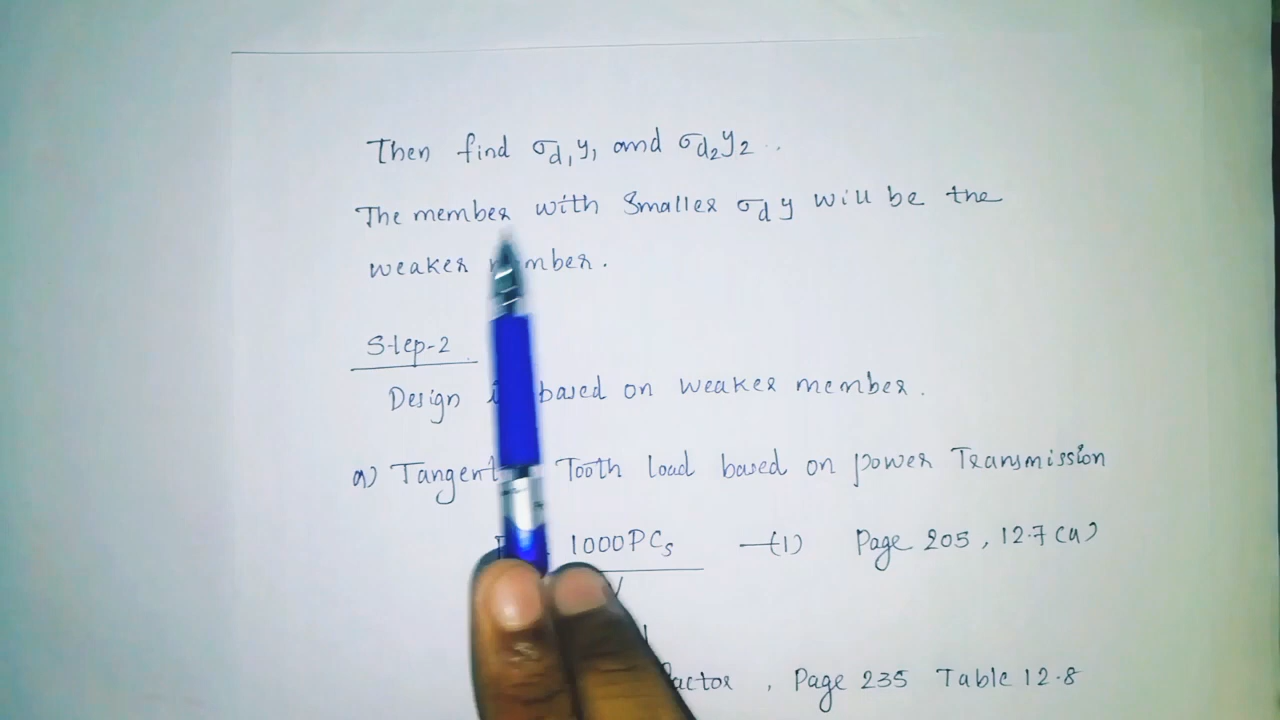 Then find σd₁y₁ and σd₂y₂ ..
The member with smaller σd y will be the
weaker member.
Step-2
Design based on weaker member.
a) Tooth load based on power Transmission
1000PCs —(1) Page 205, 12.7(a)
, Page 235 Table 12.8